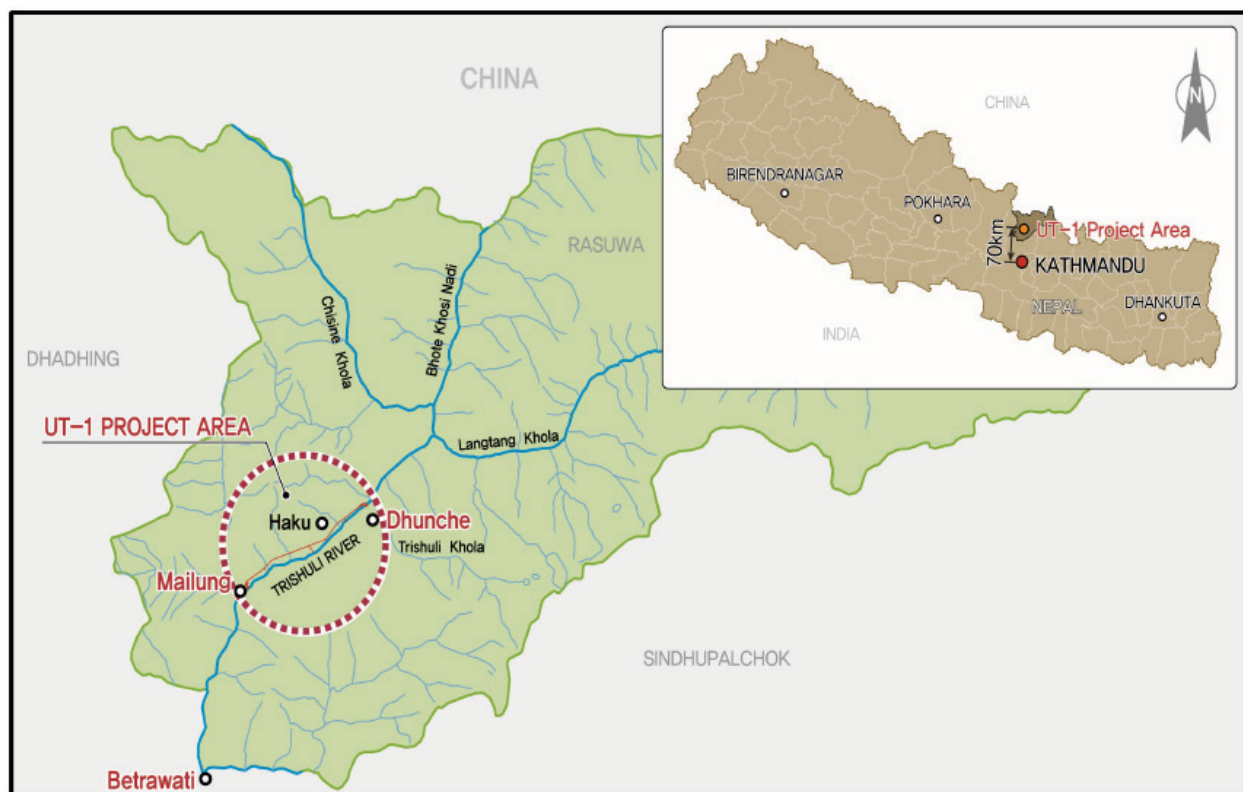 CHINA
RASUWA
Chisine Khola
Bhote Khosi Nadi
DHADHING
UT-1 PROJECT AREA
Langtang Khola
Haku
Dhunche
TRISHULI RIVER
Trishuli Khola
Mailung
SINDHUPALCHOK
Betrawati
N
CHINA
BIRENDRANAGAR
POKHARA
UT-1 Project Area
70km
KATHMANDU
NEPAL
DHANKUTA
INDIA